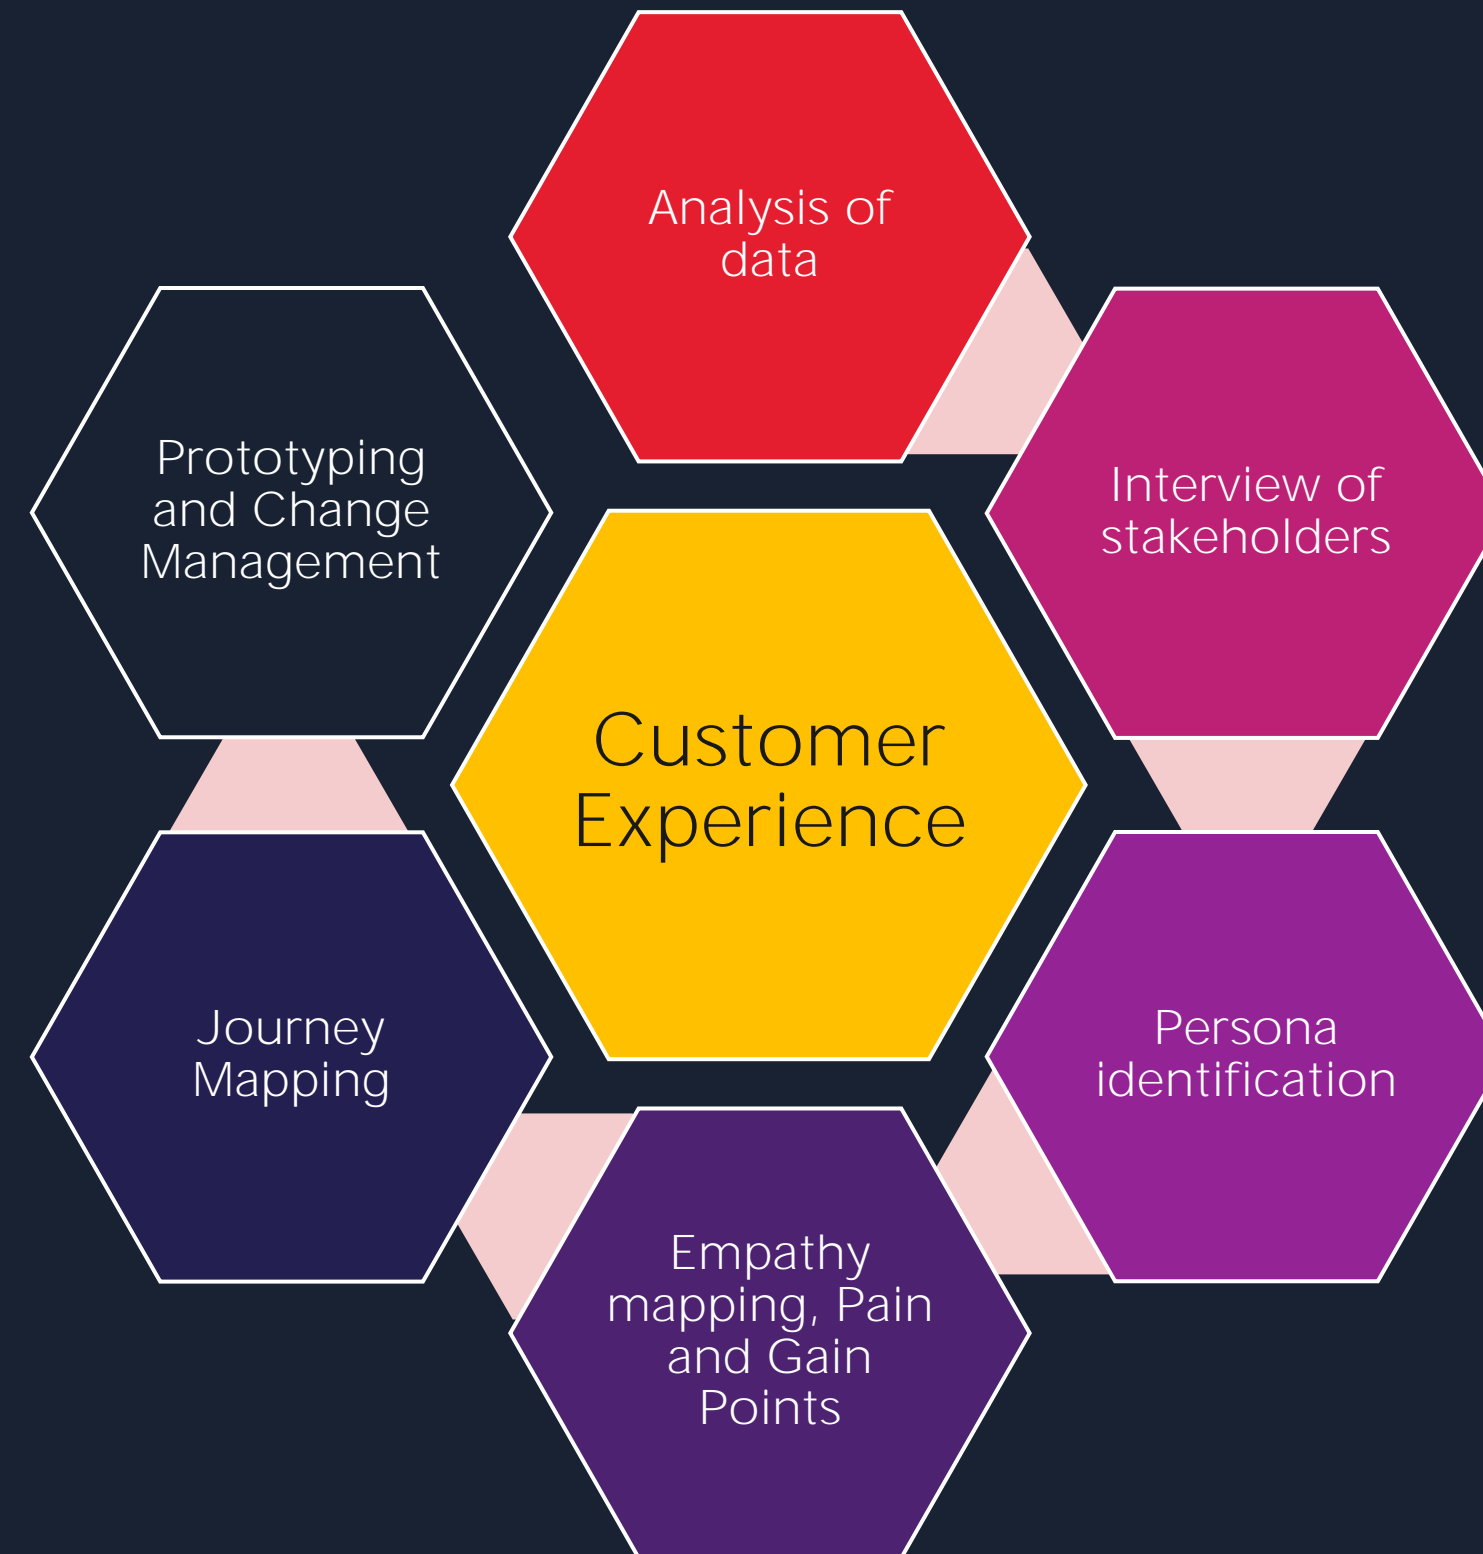 Analysis of
data
Interview of
stakeholders
Persona
identification
Empathy
mapping, Pain
and Gain
Points
Journey
Mapping
Prototyping
and Change
Management
Customer
Experience